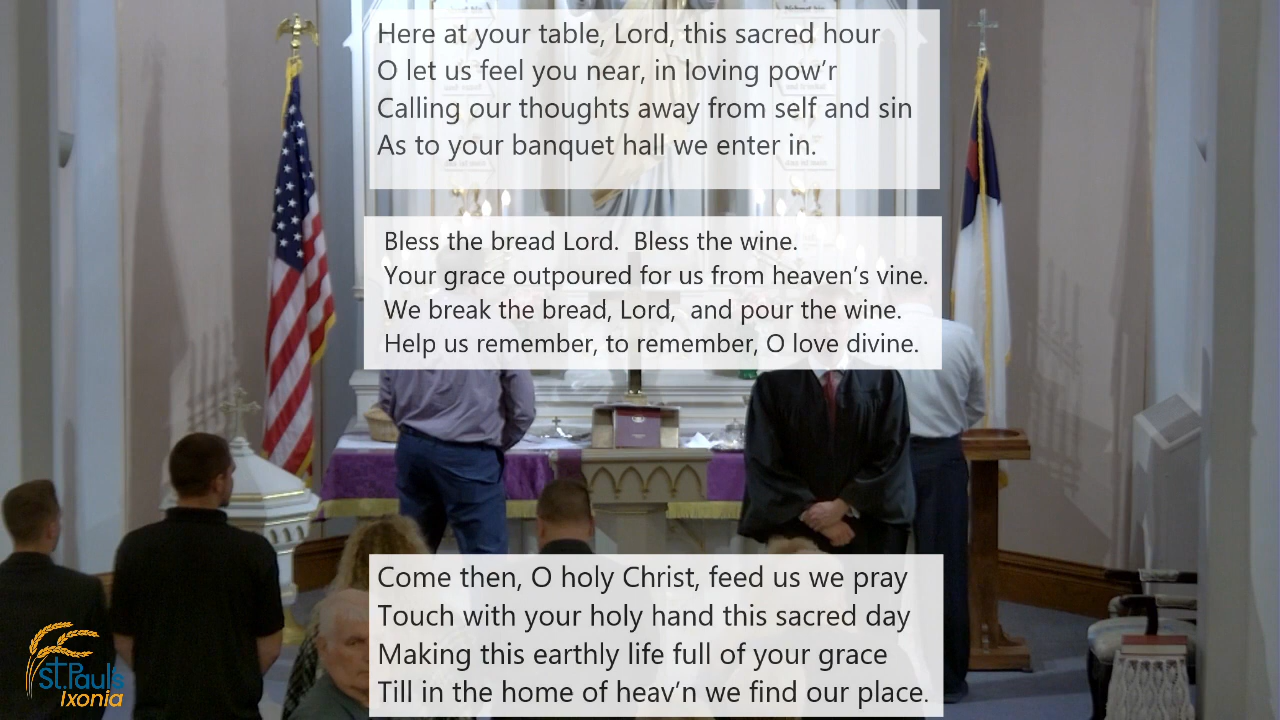 Here at your table, Lord, this sacred hour
O let us feel you near, in loving pow’r
Calling our thoughts away from self and sin
As to your banquet hall we enter in.
Bless the bread Lord.  Bless the wine.
Your grace outpoured for us from heaven’s vine.
We break the bread, Lord,  and pour the wine.
Help us remember, to remember, O love divine.
Come then, O holy Christ, feed us we pray
Touch with your holy hand this sacred day
Making this earthly life full of your grace
Till in the home of heav’n we find our place.
St.Paul's
Ixonia